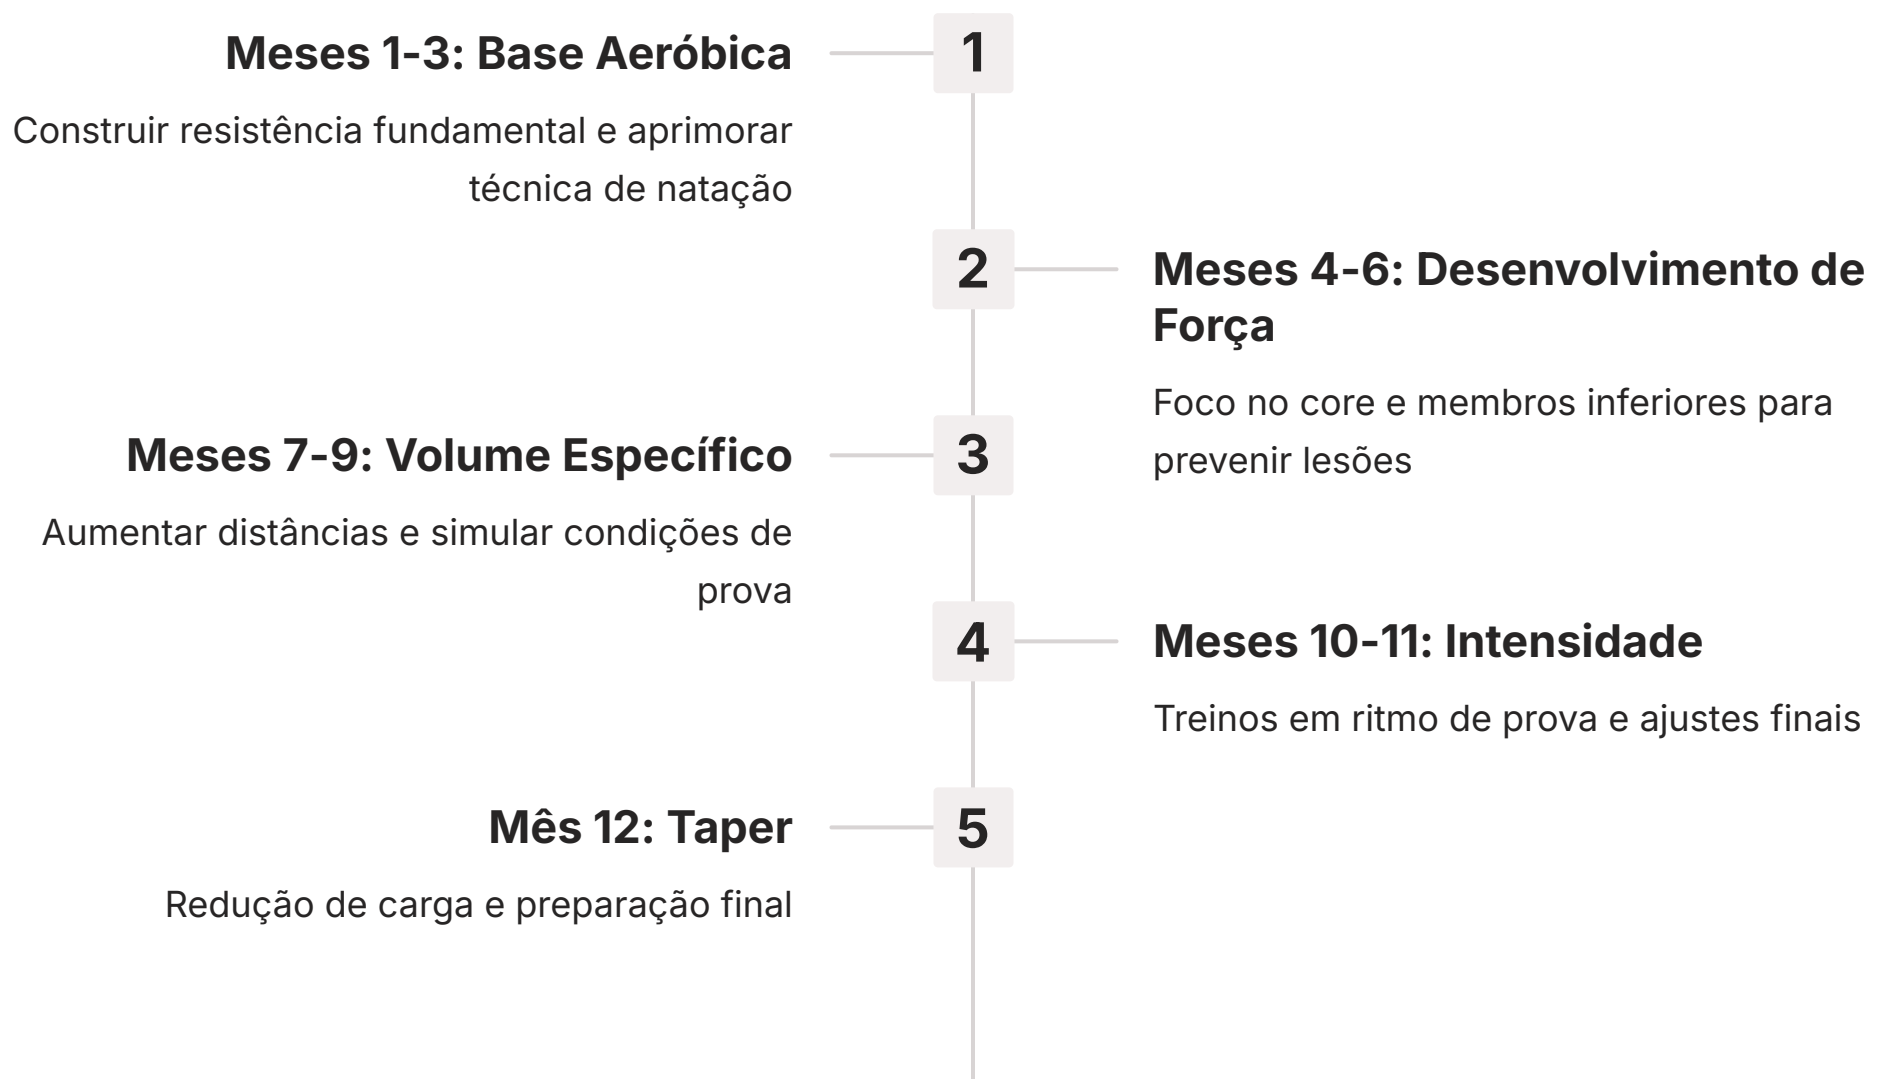 1
Meses 1-3: Base Aeróbica
Construir resistência fundamental e aprimorar
técnica de natação
2
Meses 4-6: Desenvolvimento de
Força
Foco no core e membros inferiores para
prevenir lesões
3
Meses 7-9: Volume Específico
Aumentar distâncias e simular condições de
prova
4
Meses 10-11: Intensidade
Treinos em ritmo de prova e ajustes finais
5
Mês 12: Taper
Redução de carga e preparação final